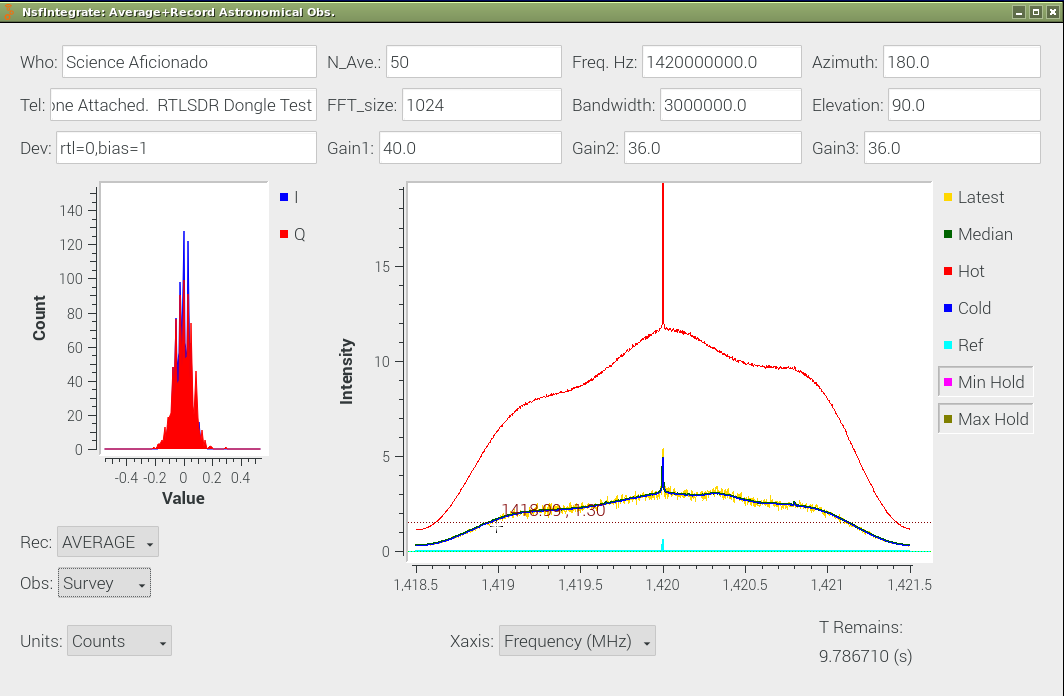 NsfIntegrate: Average+Record Astronomical Obs.
Who: Science Aficionado N_Ave.: 50 Freq. Hz: 1420000000.0 Azimuth: 180.0
Tel: one Attached.  RTLSDR Dongle Test FFT_size: 1024 Bandwidth: 3000000.0 Elevation: 90.0
Dev: rtl=0,bias=1 Gain1: 40.0 Gain2: 36.0 Gain3: 36.0
Count
140
120
100
80
60
40
20
0
-0.4 -0.2 0 0.2 0.4
Value
I
Q
Intensity
15
10
5
0
1418.99, 1.30
1,418.5 1,419 1,419.5 1,420 1,420.5 1,421 1,421.5
Latest
Median
Hot
Cold
Ref
Min Hold
Max Hold
Rec: AVERAGE
Obs: Survey
Units: Counts
Xaxis: Frequency (MHz)
T Remains:
9.786710 (s)